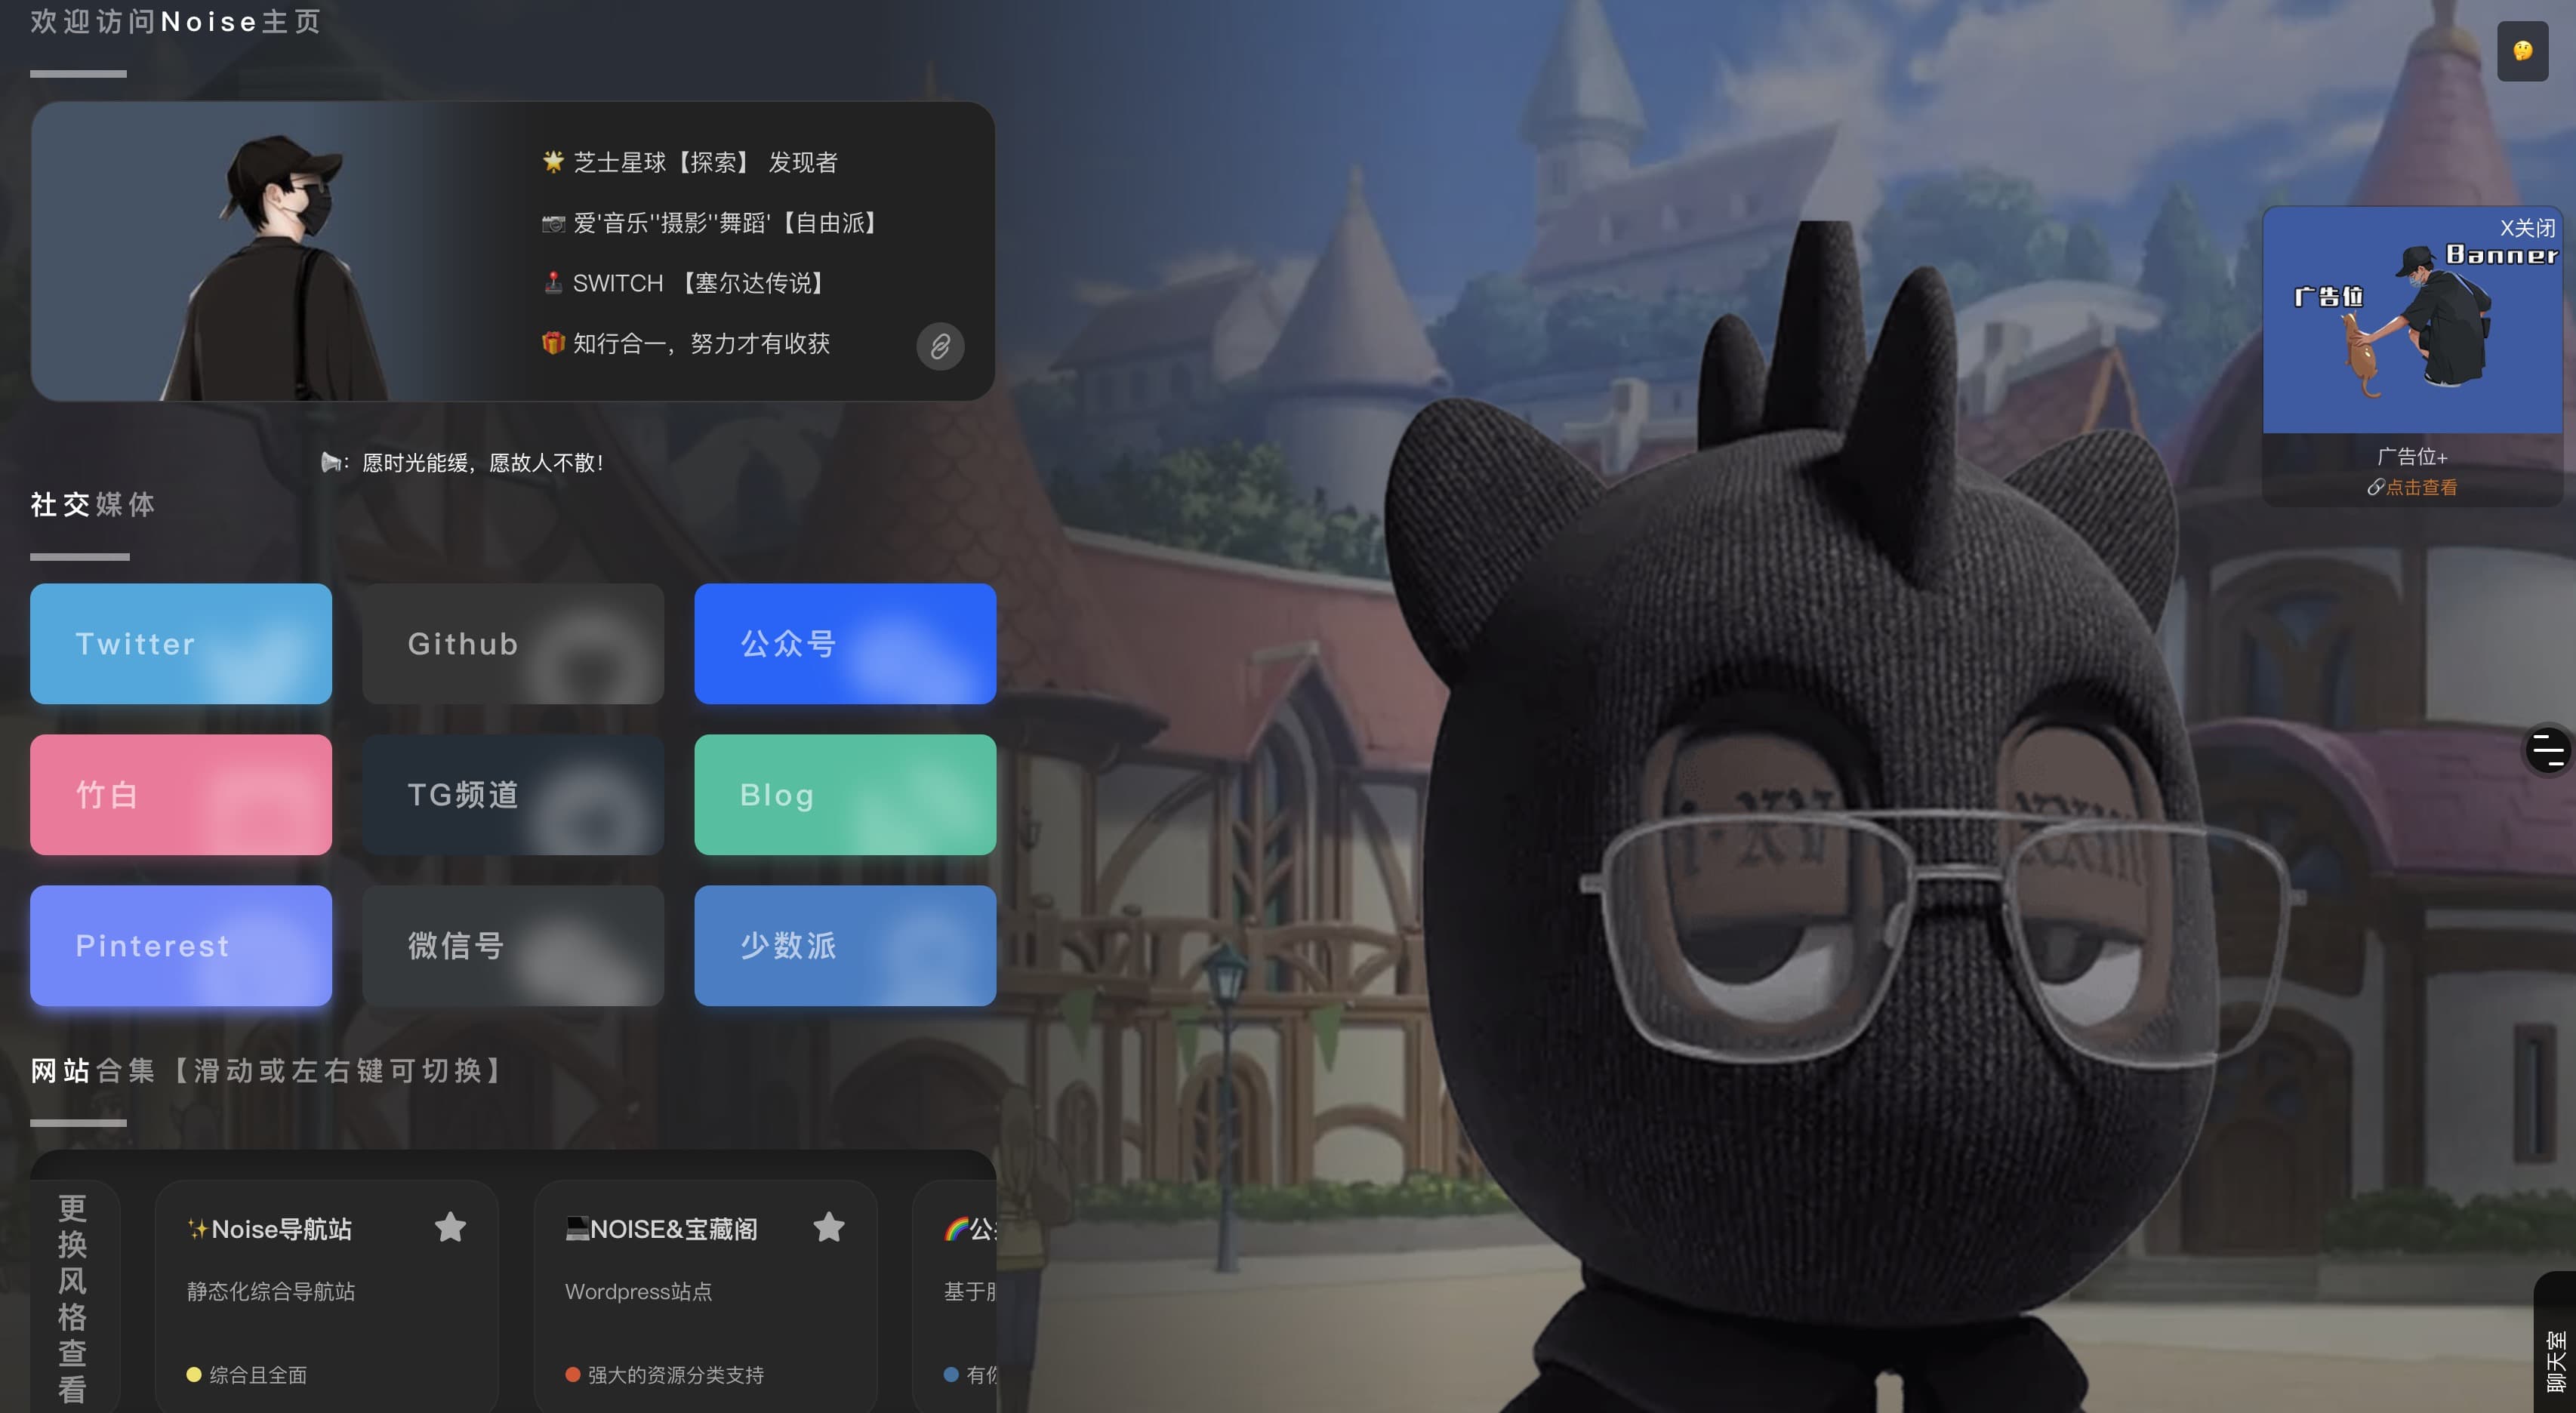 欢迎访问Noise主页
🌟 芝士星球【探索】 发现者
📷 爱'音乐''摄影''舞蹈'【自由派】
🕹️ SWITCH 【塞尔达传说】
🎁 知行合一，努力才有收获
X关闭
Banner
广告位
广告位+
🔗点击查看
📢：愿时光能缓，愿故人不散！
社交媒体
Twitter
Github
公众号
竹白
TG频道
Blog
Pinterest
微信号
少数派
网站合集【滑动或左右键可切换】
更换风格查看
✨Noise导航站
静态化综合导航站
综合且全面
💻NOISE&宝藏阁
Wordpress站点
强大的资源分类支持
🌈公
基于
有你
聊天室